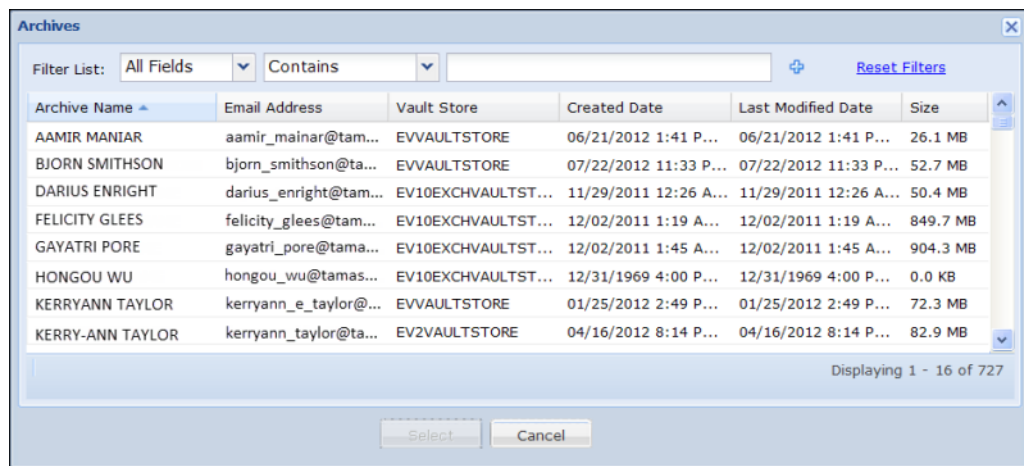 Archives
Filter List: All Fields Contains Reset Filters
Archive Name Email Address Vault Store Created Date Last Modified Date Size
AAMIR MANIAR aamir_mainar@tam... EVVAULTSTORE 06/21/2012 1:41 P... 06/21/2012 1:41 P... 26.1 MB
BJORN SMITHSON bjorn_smithson@ta... EVVAULTSTORE 07/22/2012 11:33 P... 07/22/2012 11:33 P... 52.7 MB
DARIUS ENRIGHT darius_enright@tam... EV10EXCHVAULTST... 11/29/2011 12:26 A... 11/29/2011 12:26 A... 50.4 MB
FELICITY GLEES felicity_glees@tam... EV10EXCHVAULTST... 12/02/2011 1:19 A... 12/02/2011 1:19 A... 849.7 MB
GAYATRI PORE gayatri_pore@tama... EV10EXCHVAULTST... 12/02/2011 1:45 A... 12/02/2011 1:45 A... 904.3 MB
HONGOU WU hongou_wu@tamas... EV10EXCHVAULTST... 12/31/1969 4:00 P... 12/31/1969 4:00 P... 0.0 KB
KERRYANN TAYLOR kerryann_e_taylor@... EVVAULTSTORE 01/25/2012 2:49 P... 01/25/2012 2:49 P... 72.3 MB
KERRY-ANN TAYLOR kerryann_taylor@ta... EV2VAULTSTORE 04/16/2012 8:14 P... 04/16/2012 8:14 P... 82.9 MB
Displaying 1 - 16 of 727
Select Cancel